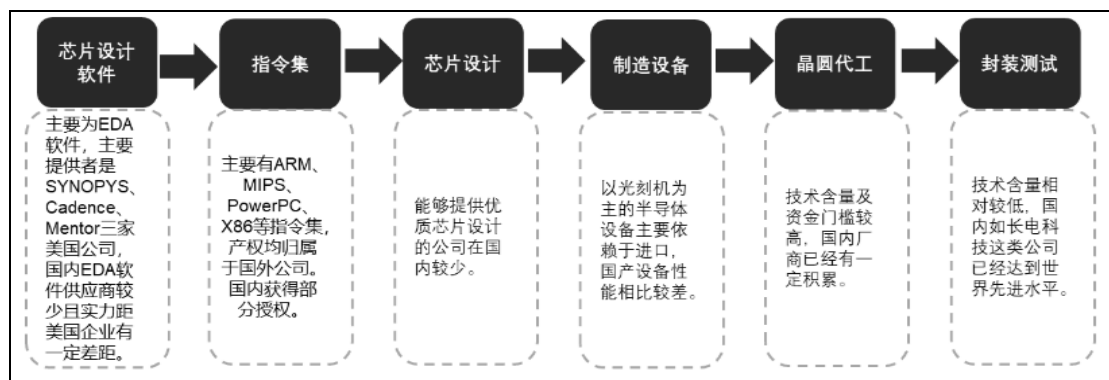 芯片设计
软件
指令集
芯片设计
制造设备
晶圆代工
封装测试
主要为EDA
软件，主要
提供者是
SYNOPYS、
Cadence、
Mentor三家
美国公司，
国内EDA软
件供应商较
少且实力距
美国企业有
一定差距。
主要有ARM、
MIPS、
PowerPC、
X86等指令集，
产权均归属
于国外公司。
国内获得部
分授权。
能够提供优
质芯片设计
的公司在国
内较少。
以光刻机为
主的半导体
设备主要依
赖于进口，
国产设备性
能相比较差。
技术含量及
资金门槛较
高，国内厂
商已经有一
定积累。
技术含量相
对较低，国
内如长电科
技这类公司
已经达到世
界先进水平。